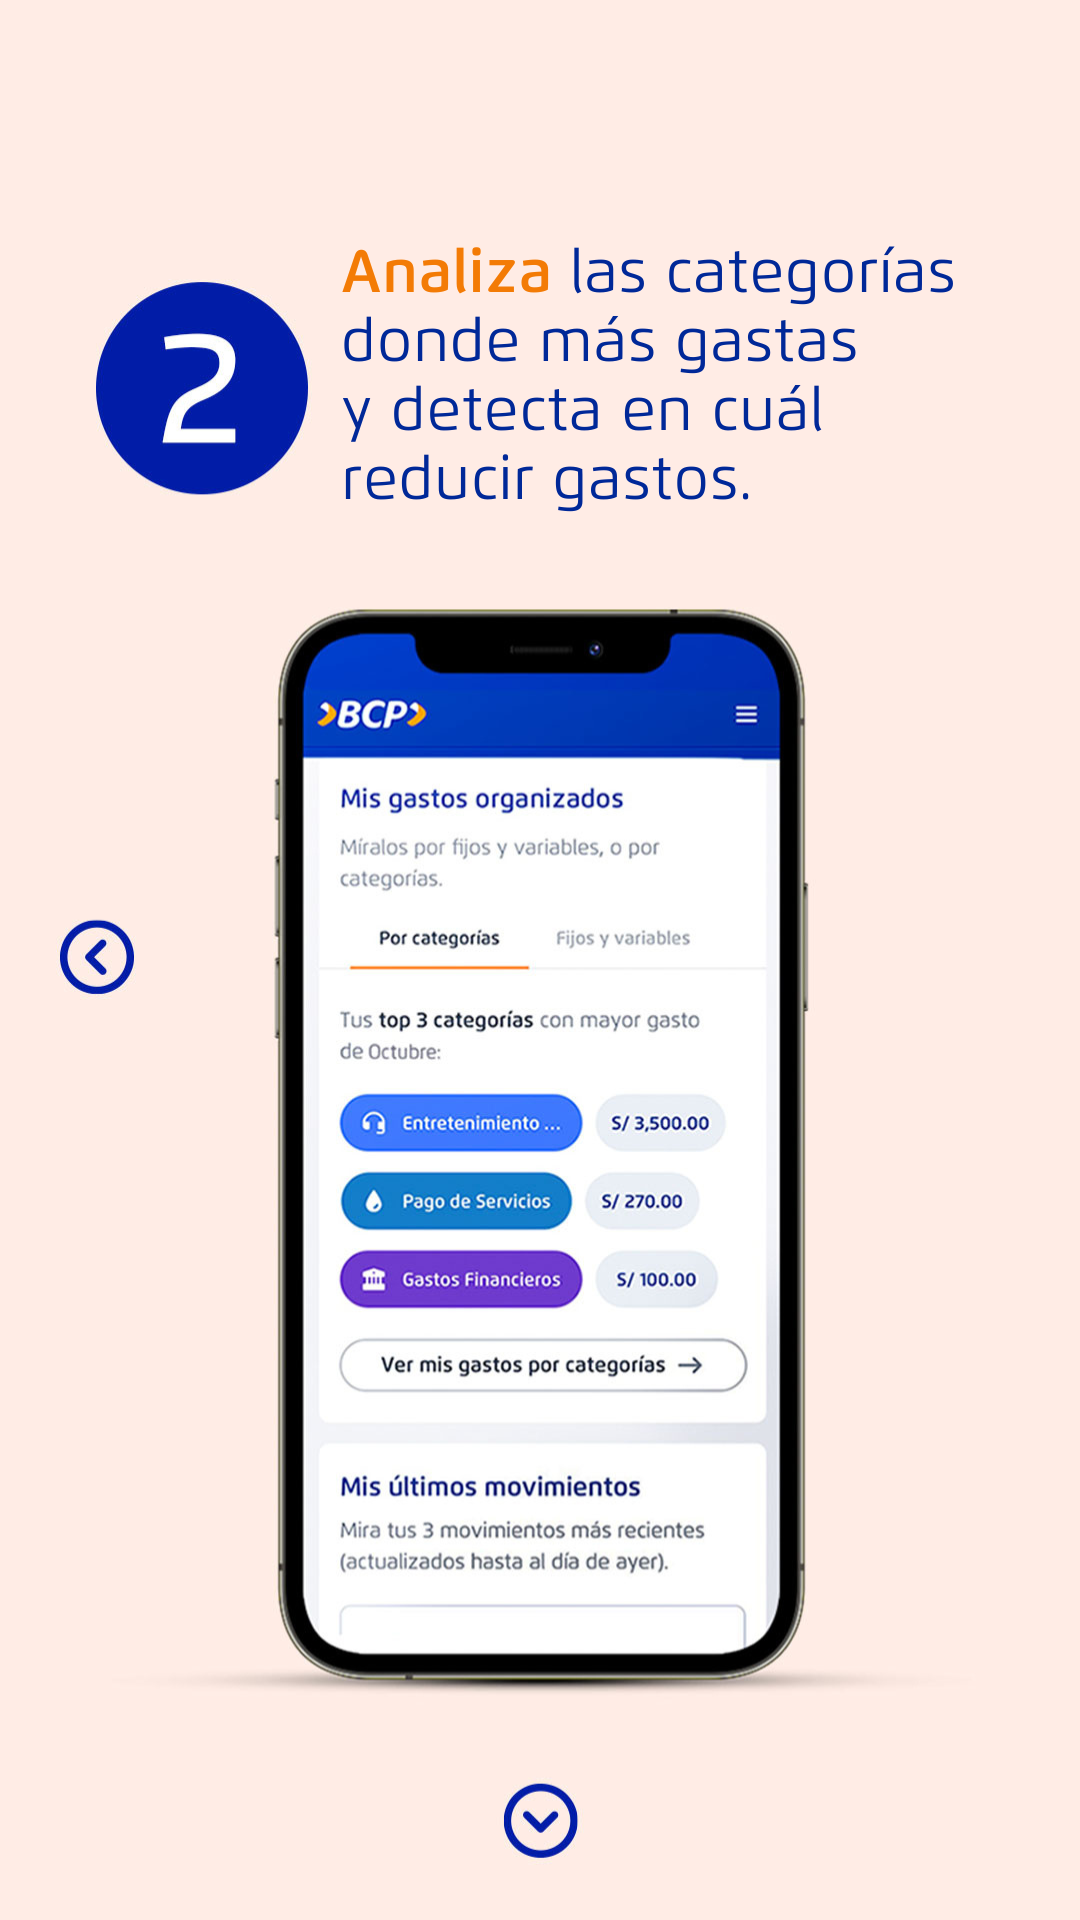 2
Analiza las categorías
donde más gastas
y detecta en cuál
reducir gastos.
BCP
Mis gastos organizados
Míralos por fijos y variables, o por
categorías.
Por categorías
Fijos y variables
Tus top 3 categorías con mayor gasto
de Octubre:
Entretenimiento ...
S/ 3,500.00
Pago de Servicios
S/ 270.00
Gastos Financieros
S/ 100.00
Ver mis gastos por categorías →
Mis últimos movimientos
Mira tus 3 movimientos más recientes
(actualizados hasta al día de ayer).